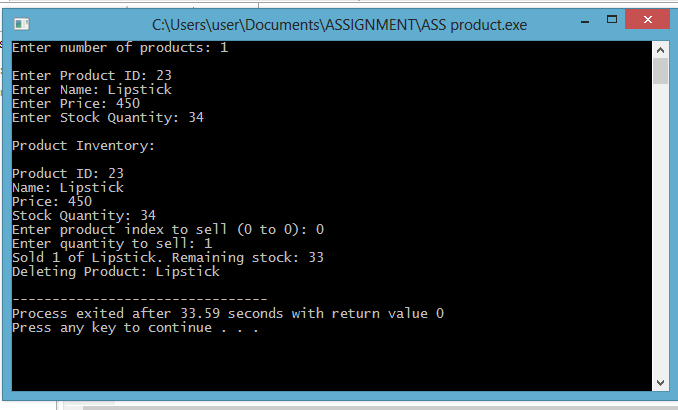 C:\Users\user\Documents\ASSIGNMENT\ASS product.exe
Enter number of products: 1
Enter Product ID: 23
Enter Name: Lipstick
Enter Price: 450
Enter Stock Quantity: 34
Product Inventory:
Product ID: 23
Name: Lipstick
Price: 450
Stock Quantity: 34
Enter product index to sell (0 to 0): 0
Enter quantity to sell: 1
Sold 1 of Lipstick. Remaining stock: 33
Deleting Product: Lipstick
--------------------------------
Process exited after 33.59 seconds with return value 0
Press any key to continue . . .